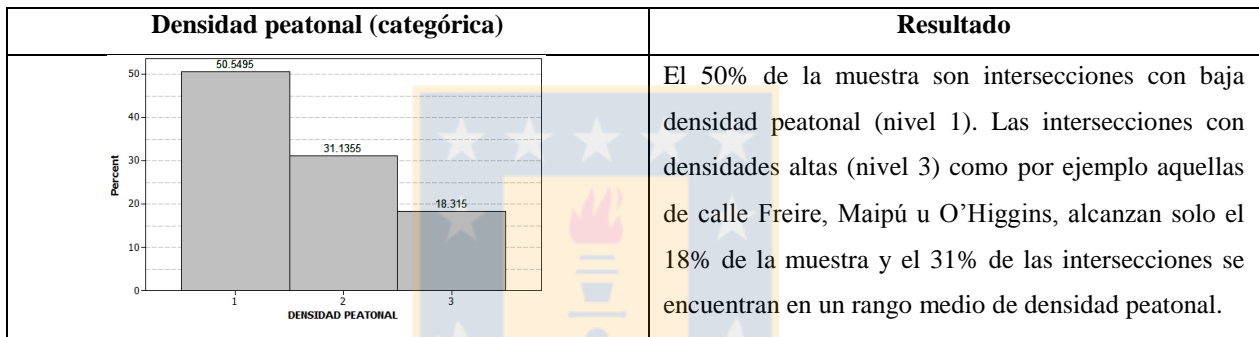 Densidad peatonal (categórica)
Resultado
50.5495
31.1355
18.315
50
40
30
20
10
0
Percent
1
2
3
DENSIDAD PEATONAL
El 50% de la muestra son intersecciones con baja
densidad peatonal (nivel 1). Las intersecciones con
densidades altas (nivel 3) como por ejemplo aquellas
de calle Freire, Maipú u O’Higgins, alcanzan solo el
18% de la muestra y el 31% de las intersecciones se
encuentran en un rango medio de densidad peatonal.